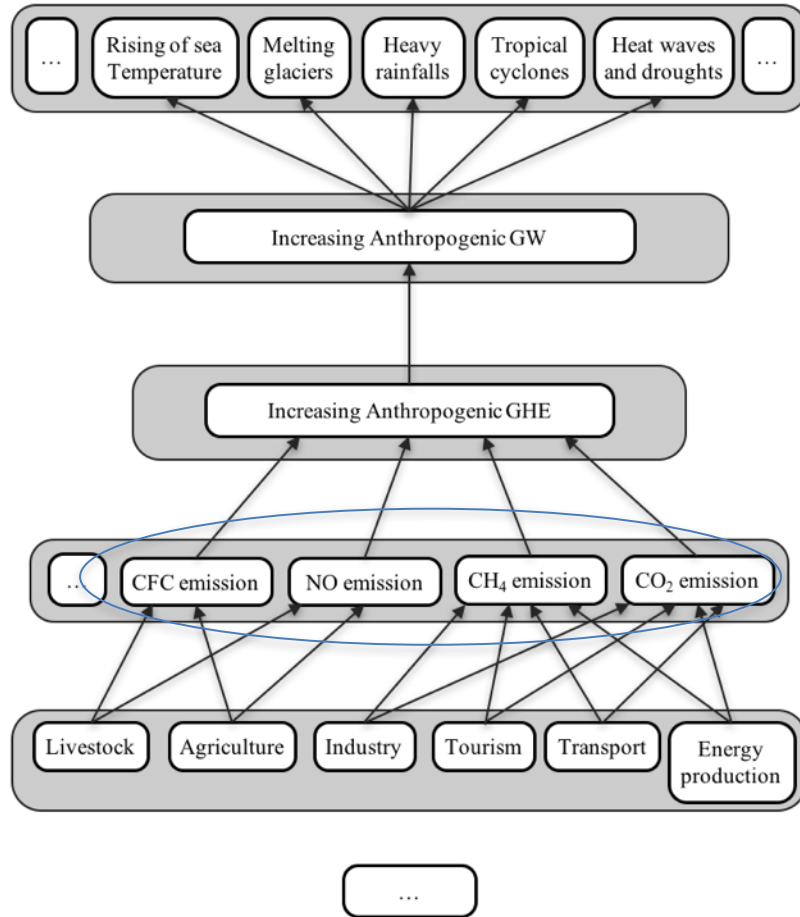 ...
Rising of sea
Temperature
Melting
glaciers
Heavy
rainfalls
Tropical
cyclones
Heat waves
and droughts
...
Increasing Anthropogenic GW
Increasing Anthropogenic GHE
...
CFC emission
NO emission
CH₄ emission
CO₂ emission
Livestock
Agriculture
Industry
Tourism
Transport
Energy
production
...